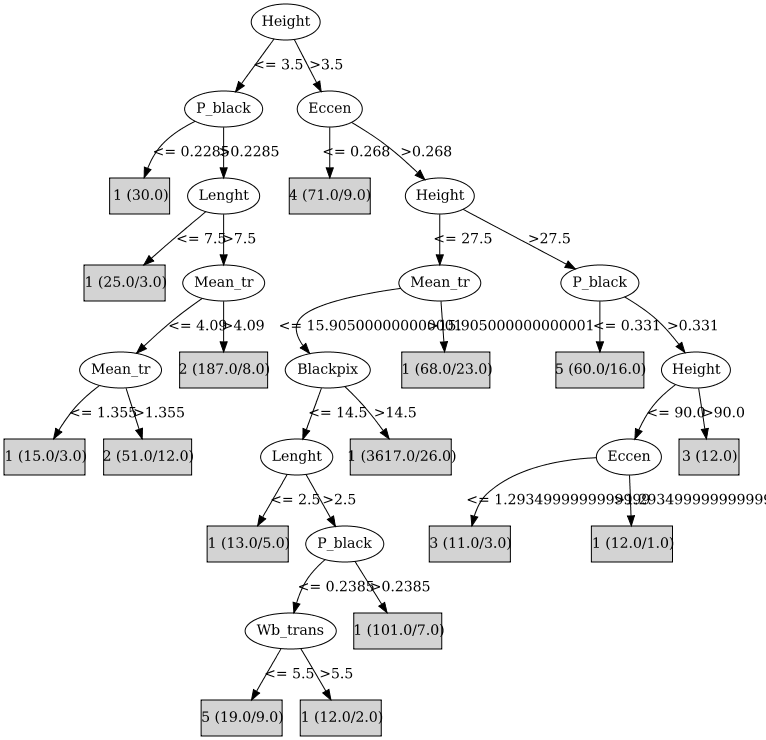 Height
<= 3.5 >3.5
P_black Eccen
<= 0.2285 >0.2285 <= 0.268 >0.268
1 (30.0) Lenght 4 (71.0/9.0) Height
<= 7.5 >7.5 <= 27.5 >27.5
1 (25.0/3.0) Mean_tr Mean_tr P_black
<= 4.09 >4.09 <= 15.905000000000001 >15.905000000000001 <= 0.331 >0.331
Mean_tr 2 (187.0/8.0) Blackpix 1 (68.0/23.0) 5 (60.0/16.0) Height
<= 1.355 >1.355 <= 14.5 >14.5 <= 90.0 >90.0
1 (15.0/3.0) 2 (51.0/12.0) Lenght 1 (3617.0/26.0) Eccen 3 (12.0)
<= 2.5 >2.5
1 (13.0/5.0) P_black 3 (11.0/3.0) 1 (12.0/1.0)
<= 0.2385 >0.2385
Wb_trans 1 (101.0/7.0)
<= 5.5 >5.5
5 (19.0/9.0) 1 (12.0/2.0)